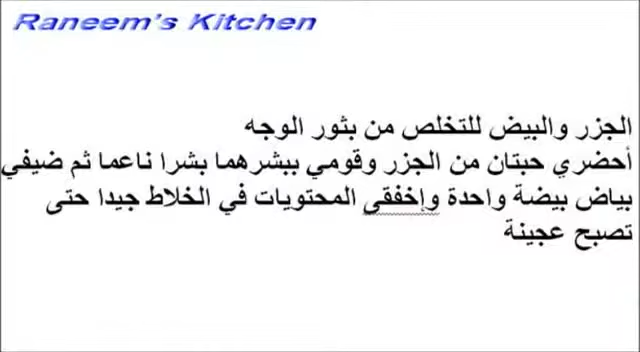 Raneem's Kitchen
الجزر والبيض للتخلص من بثور الوجه
أحضري حبتان من الجزر وقومي ببشرهما بشرا ناعما ثم ضيفي
بياض بيضة واحدة وإخفقي المحتويات في الخلاط جيدا حتى
تصبح عجينة